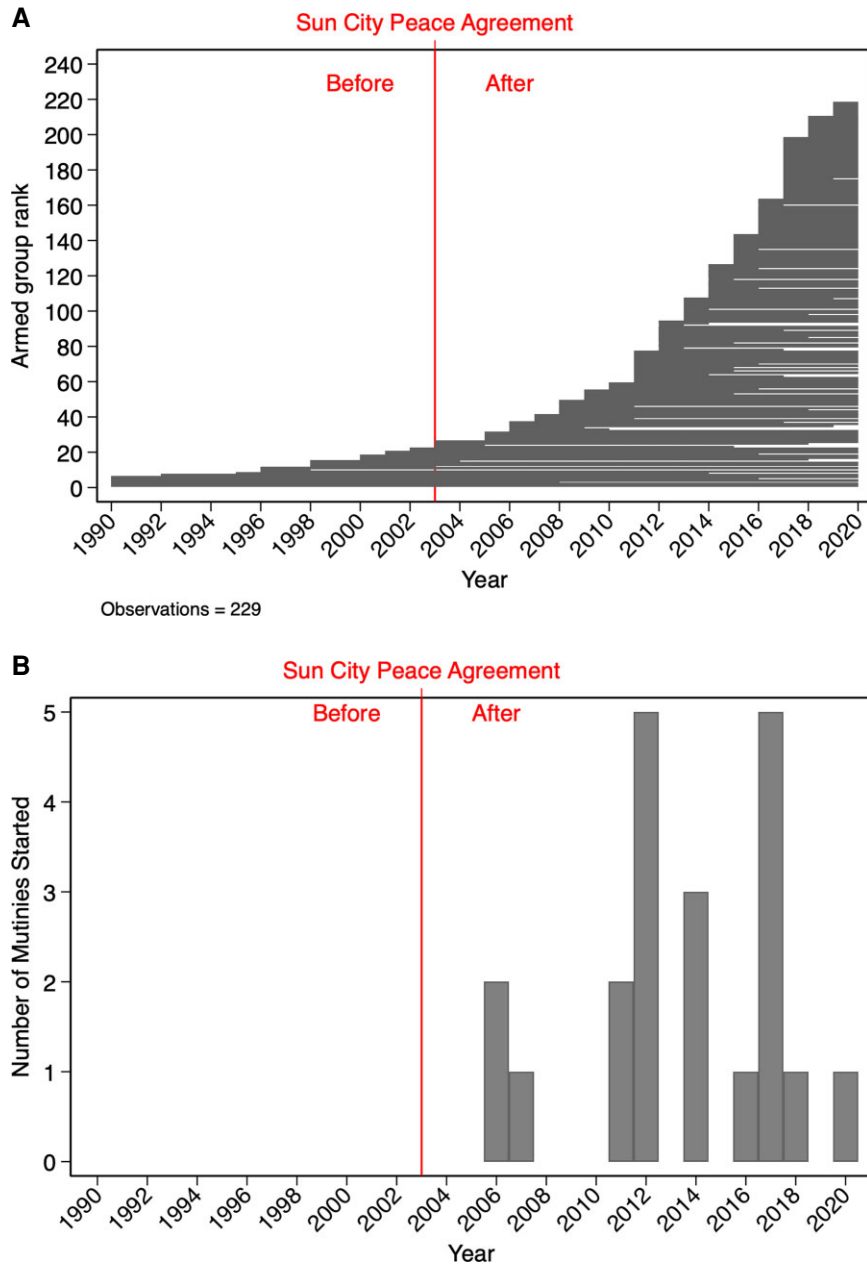 A
Sun City Peace Agreement
Before After
Armed group rank
240
220
200
180
160
140
120
100
80
60
40
20
0
1990 1992 1994 1996 1998 2000 2002 2004 2006 2008 2010 2012 2014 2016 2018 2020
Year
Observations = 229
B
Sun City Peace Agreement
Before After
Number of Mutinies Started
5
4
3
2
1
0
1990 1992 1994 1996 1998 2000 2002 2004 2006 2008 2010 2012 2014 2016 2018 2020
Year